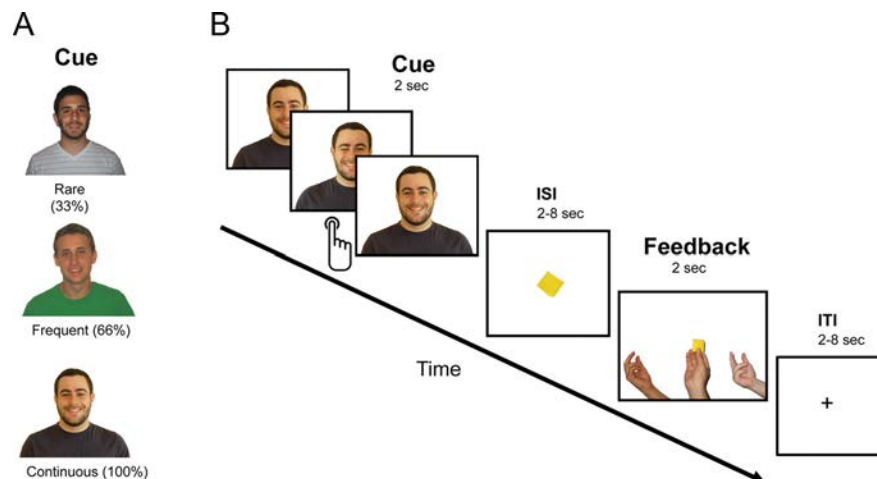 A
Cue
Rare
(33%)
Frequent (66%)
Continuous (100%)
B
Cue
2 sec
ISI
2-8 sec
Feedback
2 sec
ITI
2-8 sec
+
Time